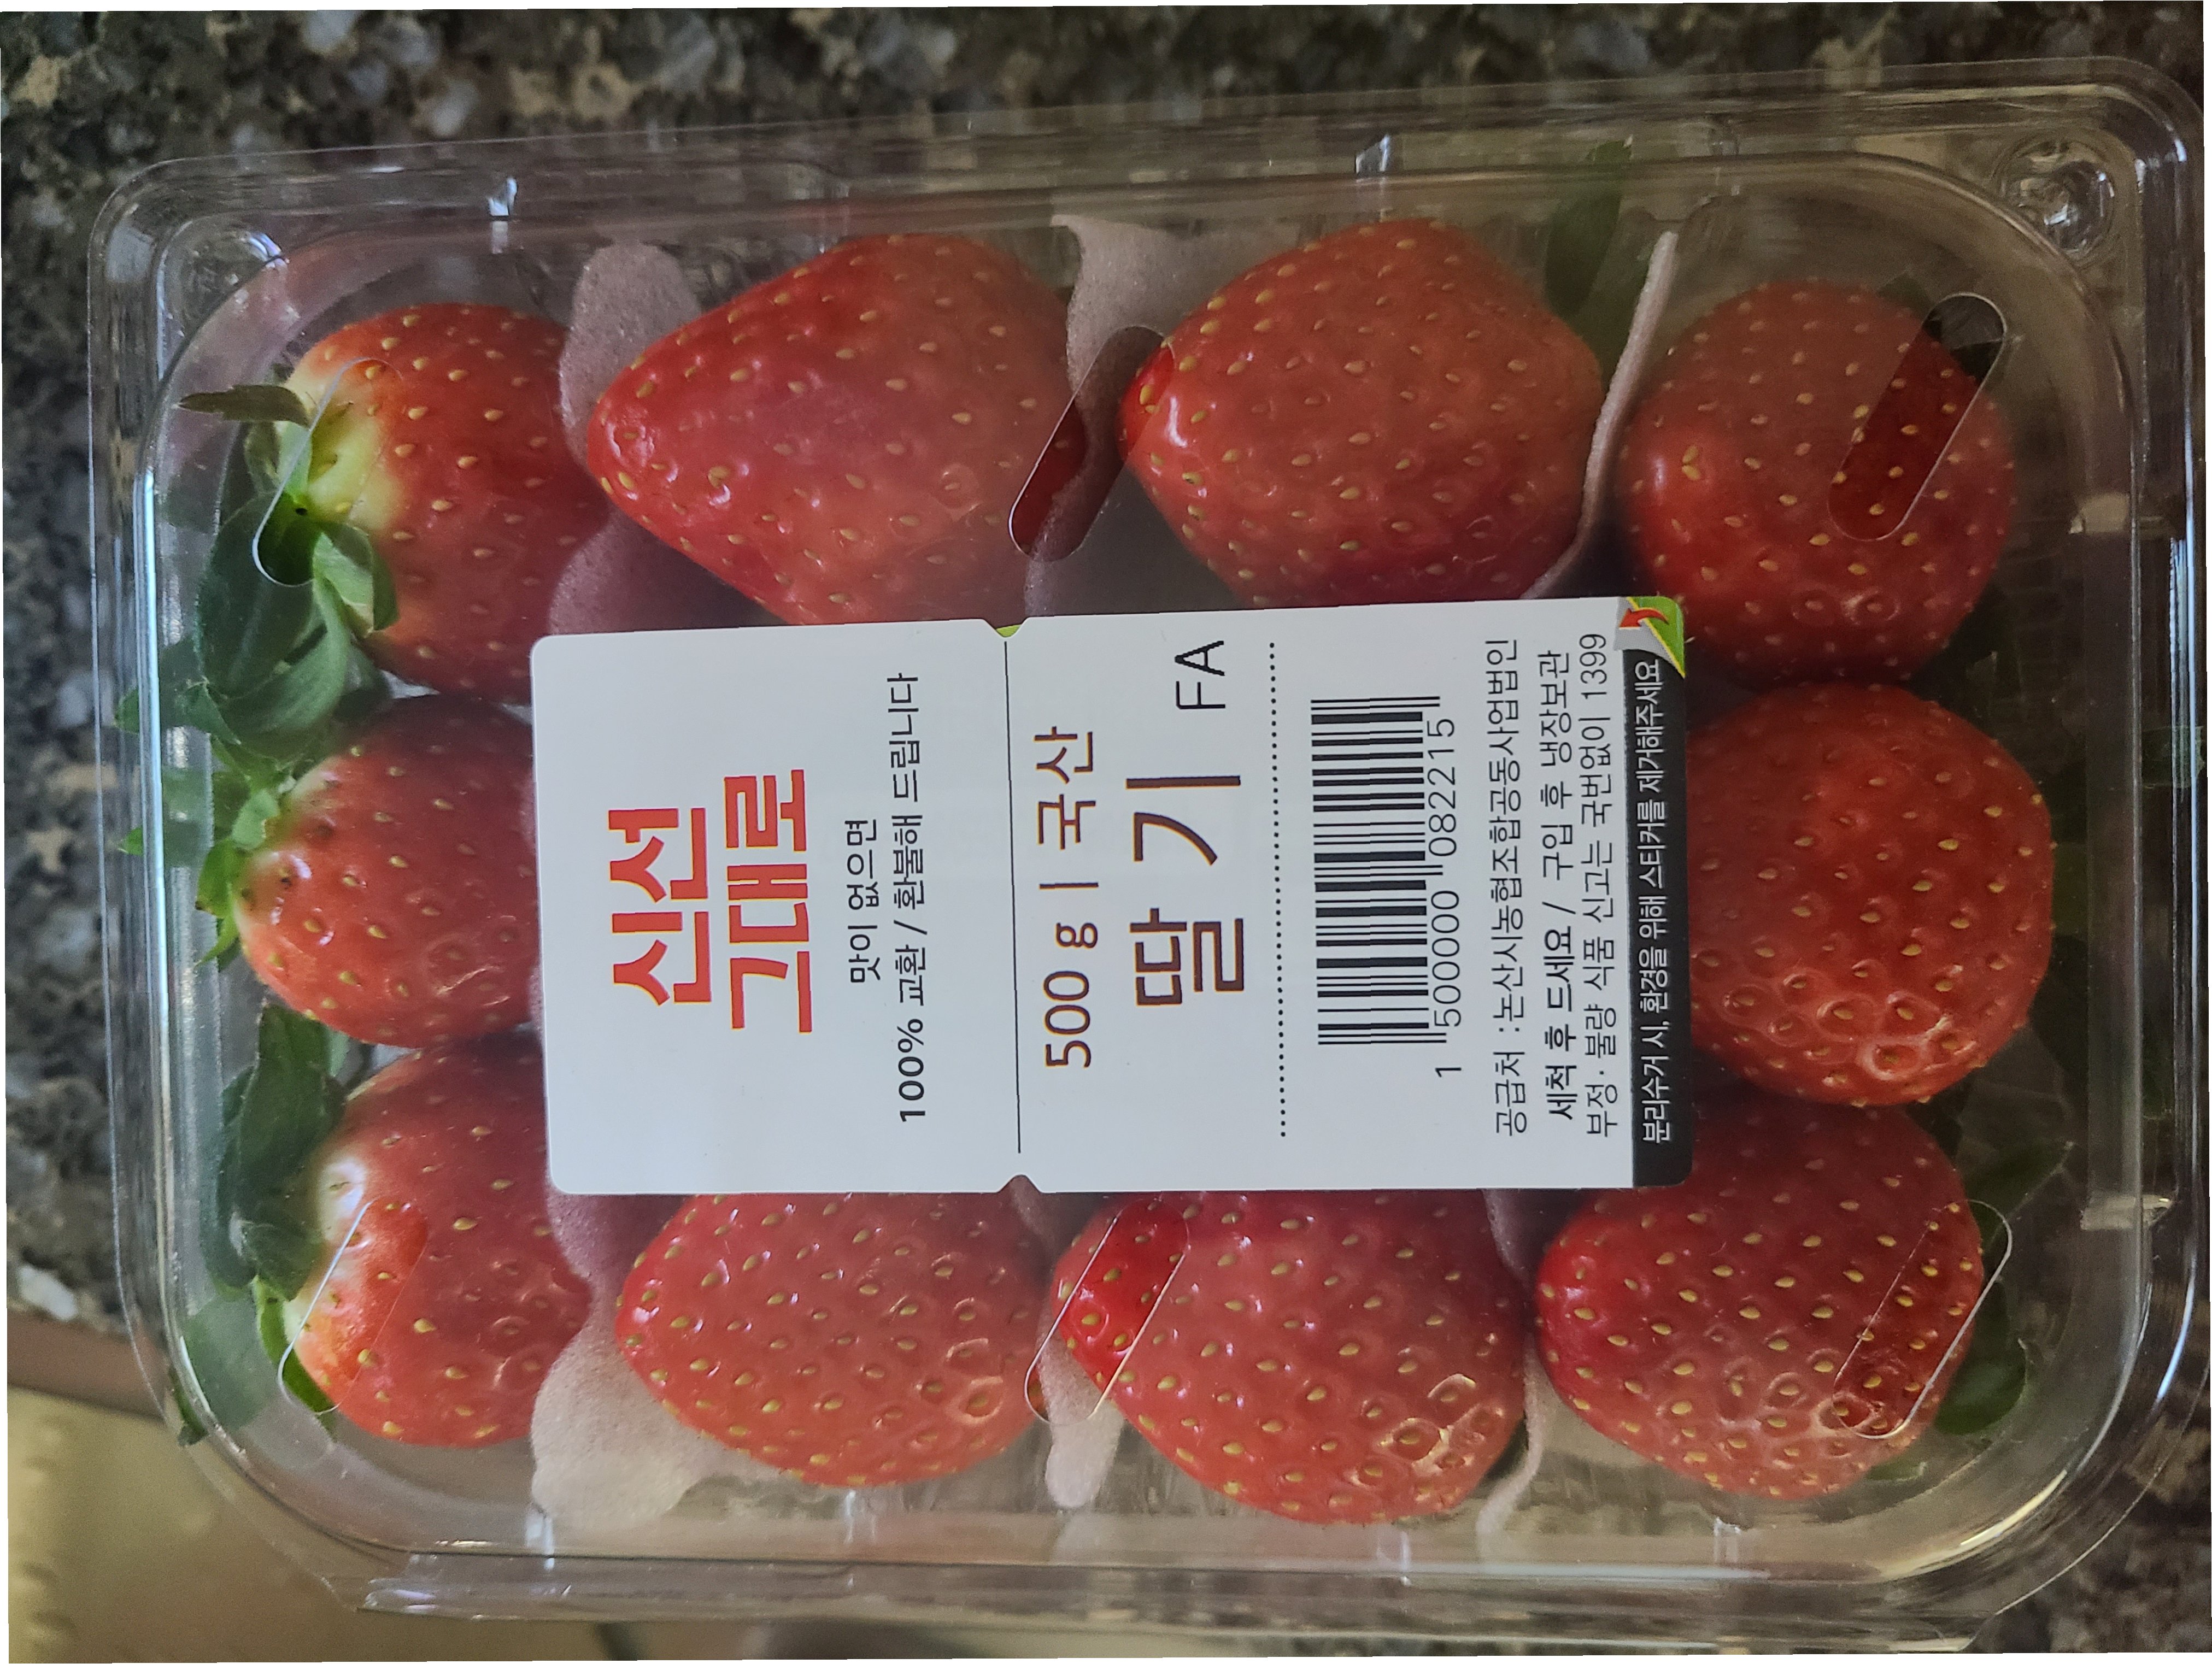 신선
그대로
맛이 없으면
100% 교환 / 환불해 드립니다
500 g | 국산
딸기 FA
1 500000 082215
공급처 :논산시농협조합공동사업법인
세척 후 드세요 / 구입 후 냉장보관
부정·불량 식품 신고는 국번없이 1399
분리수거 시, 환경을 위해 스티커를 제거해주세요